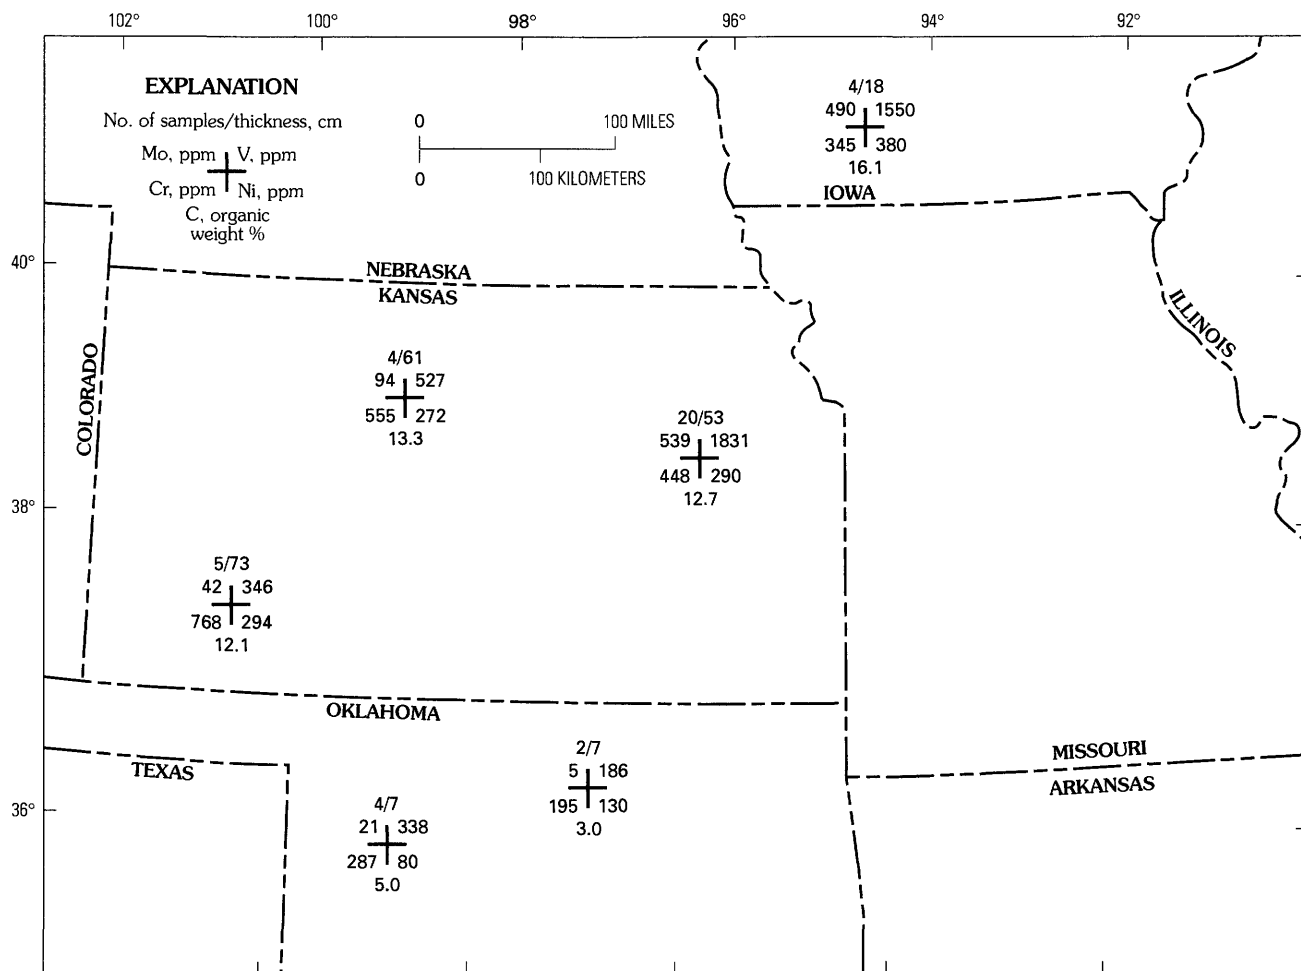 102° 100° 98° 96° 94° 92°
EXPLANATION
No. of samples/thickness, cm
Mo, ppm V, ppm
Cr, ppm Ni, ppm
C, organic
weight %
0 100 MILES
0 100 KILOMETERS
4/18
490 1550
345 380
16.1
IOWA
40°
NEBRASKA
KANSAS
ILLINOIS
COLORADO
4/61
94 527
555 272
13.3
20/53
539 1831
448 290
12.7
38°
5/73
42 346
768 294
12.1
OKLAHOMA
TEXAS
MISSOURI
ARKANSAS
2/7
5 186
195 130
3.0
36°
4/7
21 338
287 80
5.0